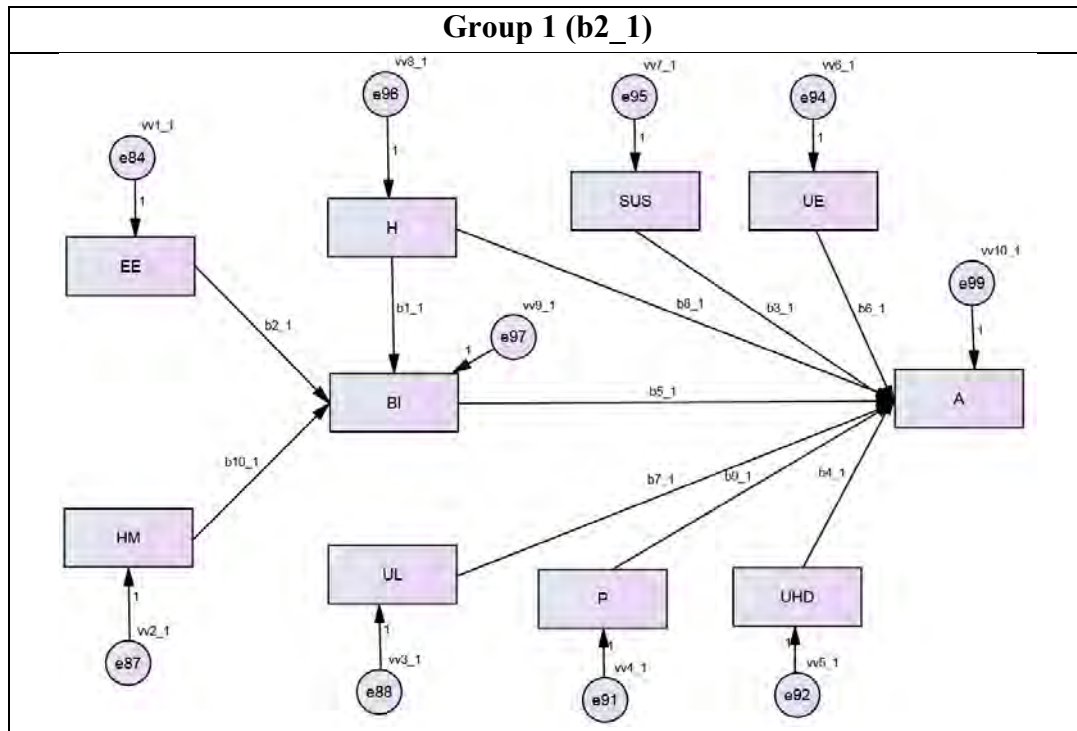 Group 1 (b2_1)
vv8_1
vv7_1
vv6_1
e96
e95
e94
vv1_1
e84
1
1
1
1
SUS
UE
H
vv10_1
EE
e99
b8_1
b3_1
b6_1
b1_1
vv9_1
b2_1
e97
1
1
BI
b5_1
A
b10_1
b7_1
b9_1
b4_1
HM
UL
P
UHD
1
1
1
1
vv2_1
e87
vv3_1
e88
vv4_1
e91
vv5_1
e92